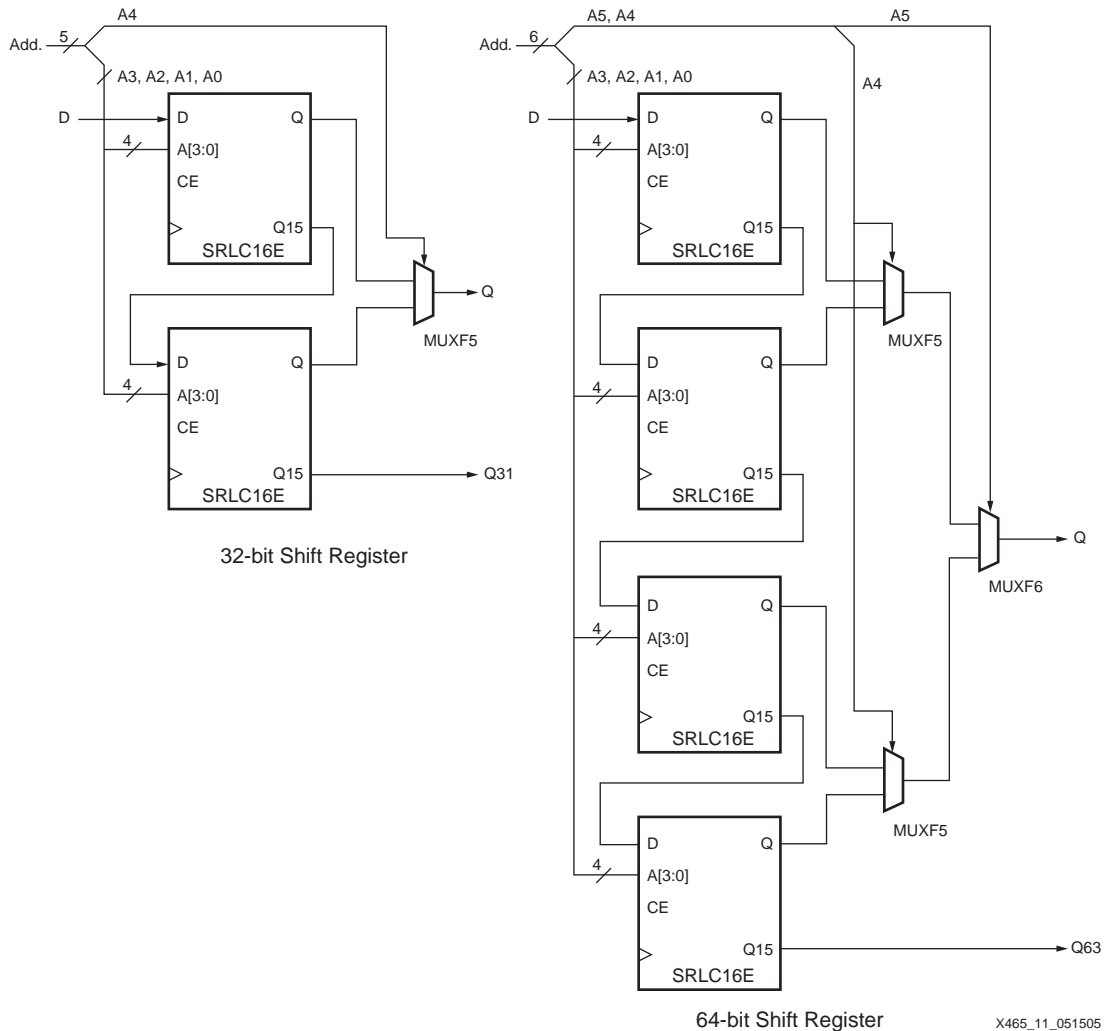 A4
Add.
5
A3, A2, A1, A0
D
D
Q
4
A[3:0]
CE
Q15
SRLC16E
Q
MUXF5
D
Q
4
A[3:0]
CE
Q15
Q31
SRLC16E
32-bit Shift Register
A5, A4
A5
Add.
6
A3, A2, A1, A0
A4
D
D
Q
4
A[3:0]
CE
Q15
SRLC16E
MUXF5
D
Q
4
A[3:0]
CE
Q15
SRLC16E
Q
MUXF6
D
Q
4
A[3:0]
CE
Q15
SRLC16E
MUXF5
D
Q
4
A[3:0]
CE
Q15
Q63
SRLC16E
64-bit Shift Register
X465_11_051505